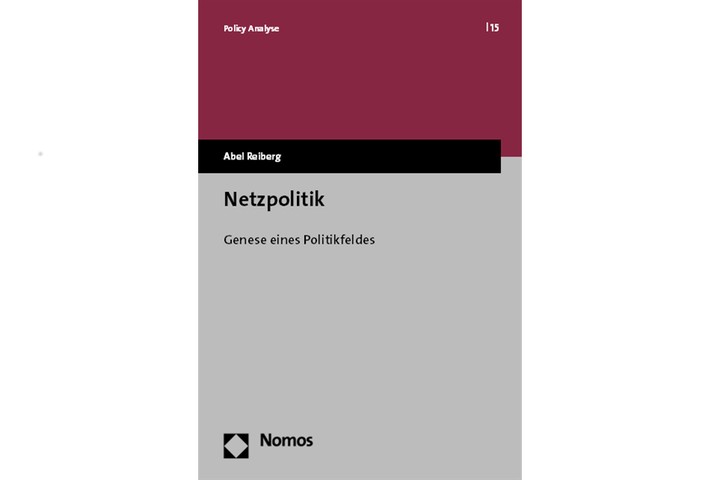 Policy Analyse | 15
Abel Reiberg
Netzpolitik
Genese eines Politikfeldes
Nomos